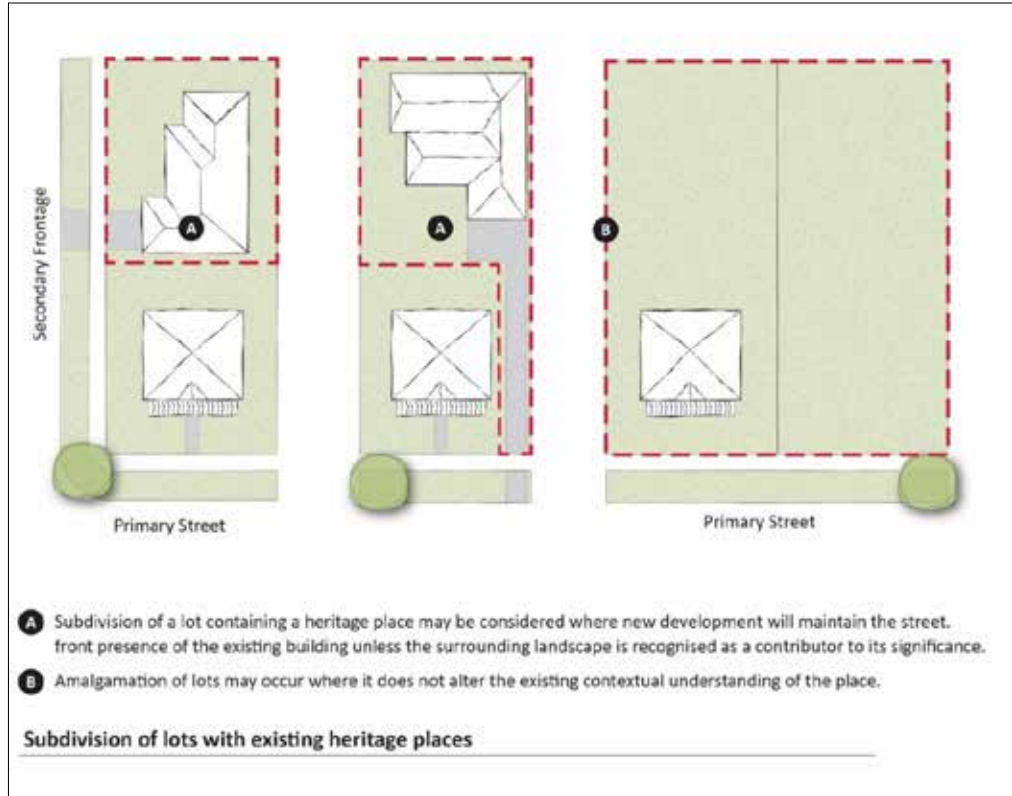 Secondary Frontage
A
A
B
Primary Street
Primary Street
A Subdivision of a lot containing a heritage place may be considered where new development will maintain the street.
front presence of the existing building unless the surrounding landscape is recognised as a contributor to its significance.
B Amalgamation of lots may occur where it does not alter the existing contextual understanding of the place.
Subdivision of lots with existing heritage places